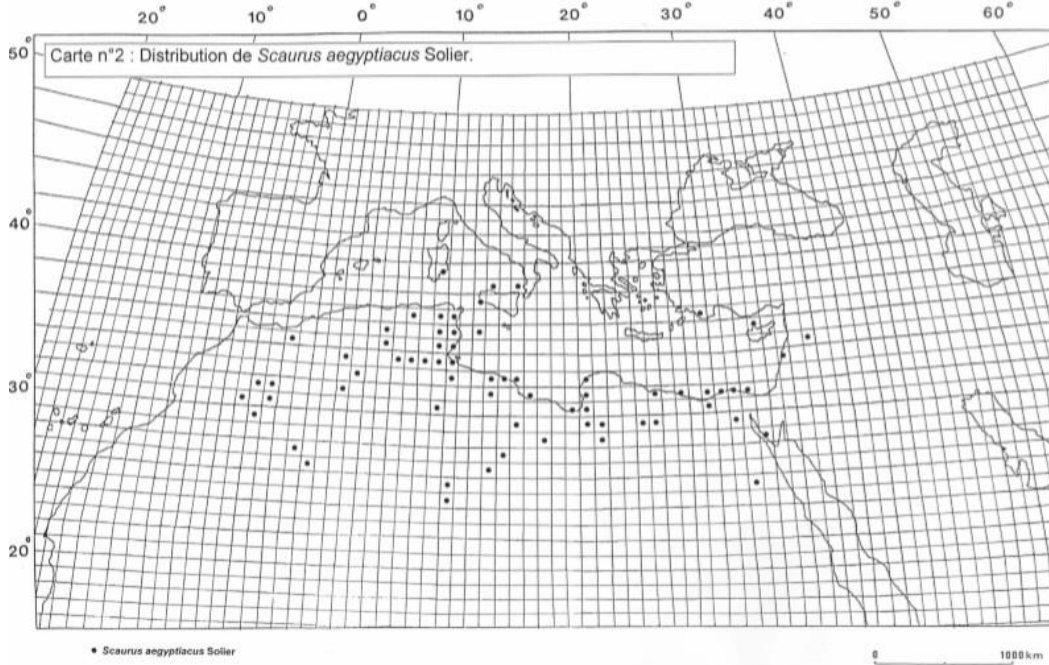 20° 10° 0° 10° 20° 30° 40° 50° 60°
50°
Carte n°2 : Distribution de Scaurus aegyptiacus Solier.
40°
30°
20°
• Scaurus aegyptiacus Solier
0 1000 km